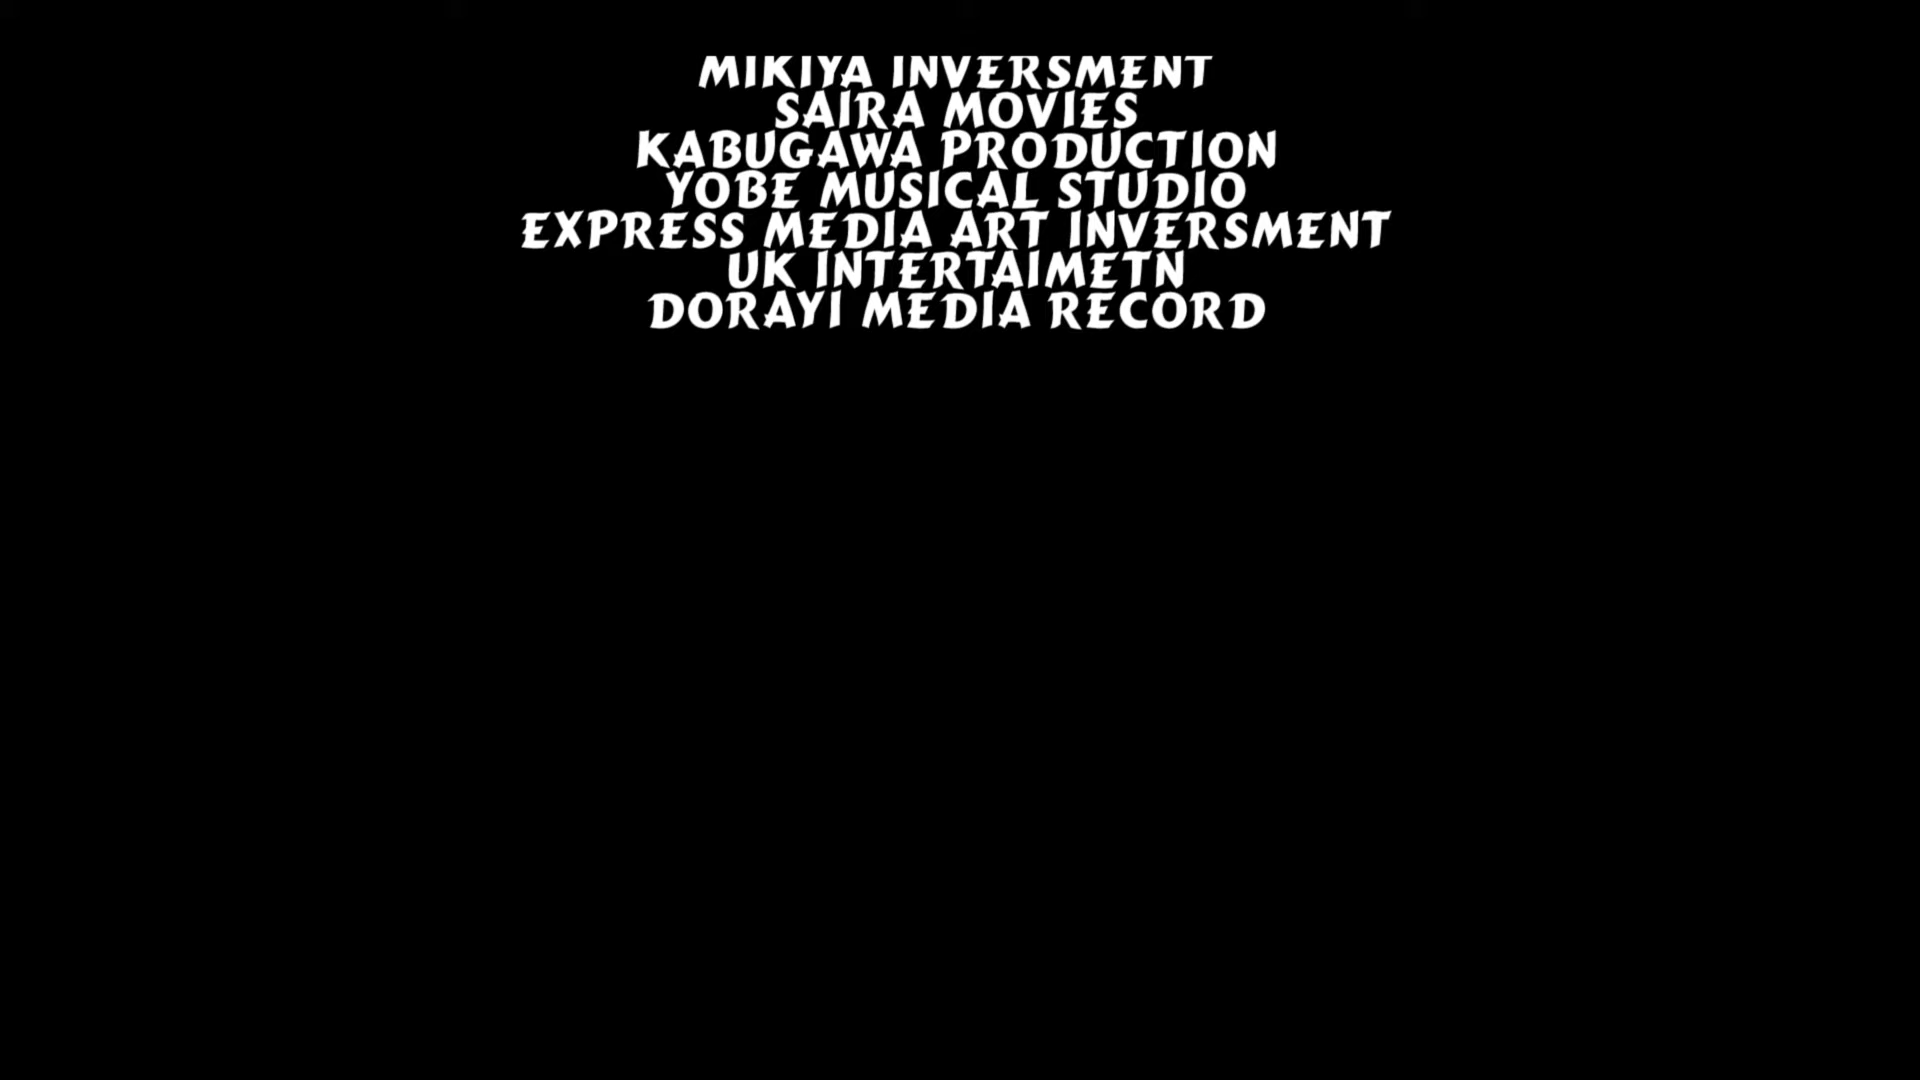 MIKIYA INVERSMENT
SAIRA MOVIES
KABUGAWA PRODUCTION
YOBE MUSICAL STUDIO
EXPRESS MEDIA ART INVERSMENT
UK INTERTAIMETN
DORAYI MEDIA RECORD